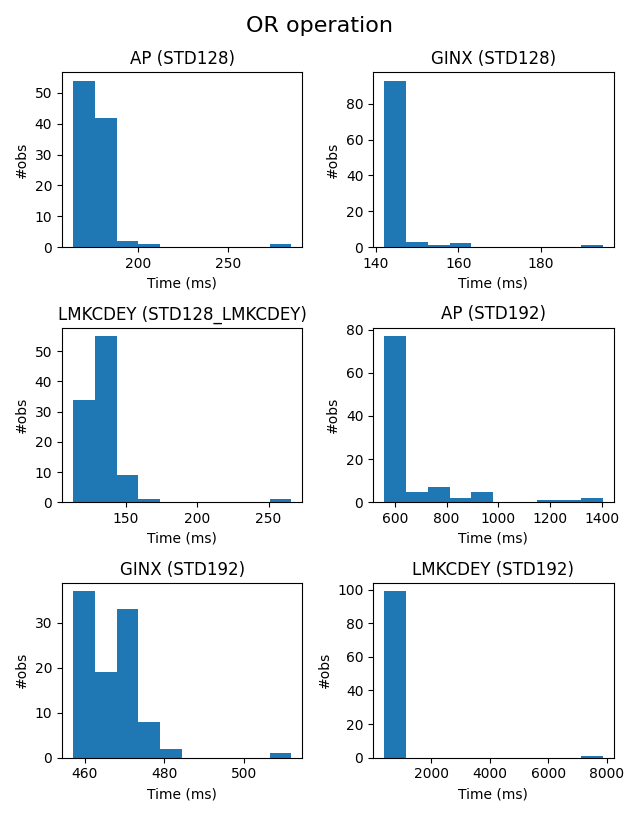 OR operation
AP (STD128)
50
40
30
20
10
0
#obs
200 250
Time (ms)
GINX (STD128)
80
60
40
20
0
#obs
140 160 180
Time (ms)
LMKCDEY (STD128_LMKCDEY)
50
40
30
20
10
0
#obs
150 200 250
Time (ms)
AP (STD192)
80
60
40
20
0
#obs
600 800 1000 1200 1400
Time (ms)
GINX (STD192)
30
20
10
0
#obs
460 480 500
Time (ms)
LMKCDEY (STD192)
100
80
60
40
20
0
#obs
2000 4000 6000 8000
Time (ms)